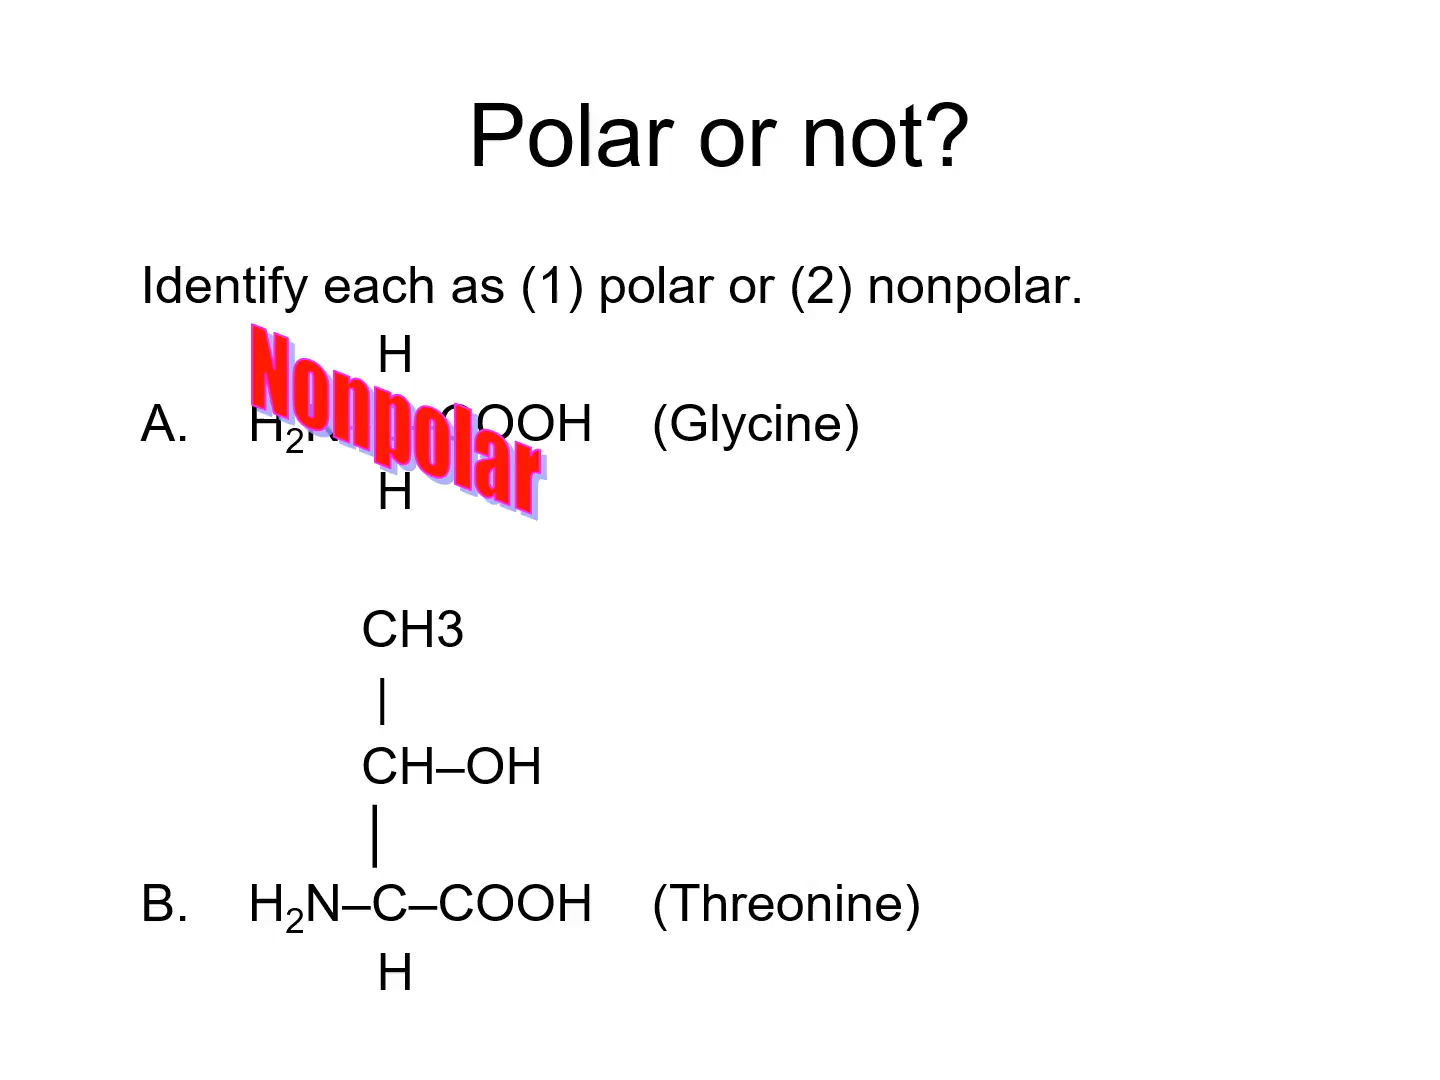 Polar or not?
Identify each as (1) polar or (2) nonpolar.
H
A. H₂ COOH (Glycine)
Nonpolar
H
CH3
|
CH–OH
|
B. H₂N–C–COOH (Threonine)
H